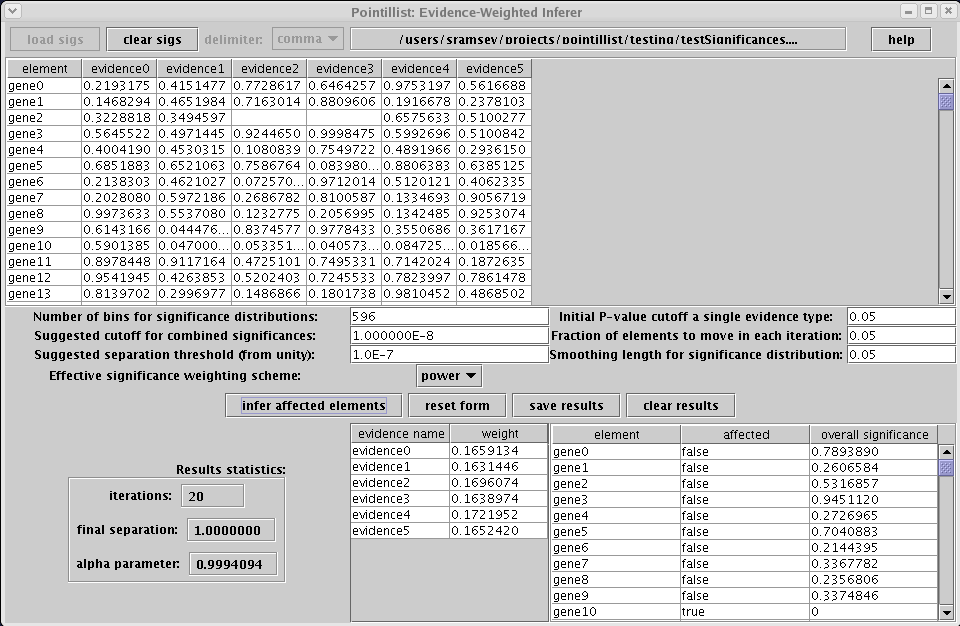 Pointillist: Evidence-Weighted Inferer
load sigs clear sigs delimiter: comma /users/sramsey/projects/pointillist/testing/testSignificances.... help
element evidence0 evidence1 evidence2 evidence3 evidence4 evidence5
gene0 0.2193175 0.4151477 0.7728617 0.6464257 0.9753197 0.5616688
gene1 0.1468294 0.4651984 0.7163014 0.8809606 0.1916678 0.2378103
gene2 0.3228818 0.3494597 0.6575633 0.5100277
gene3 0.5645522 0.4971445 0.9244650 0.9998475 0.5992696 0.5100842
gene4 0.4004190 0.4530315 0.1080839 0.7549722 0.4891966 0.2936150
gene5 0.6851883 0.6521063 0.7586764 0.083980... 0.8806383 0.6385125
gene6 0.2138303 0.4621027 0.072570... 0.9712014 0.5120121 0.4062335
gene7 0.2028080 0.5972186 0.2686782 0.8100587 0.1334693 0.9056719
gene8 0.9973633 0.5537080 0.1232775 0.2056995 0.1342485 0.9253074
gene9 0.6143166 0.044476... 0.8374577 0.9778433 0.3550686 0.3617167
gene10 0.5901385 0.047000... 0.053351... 0.040573... 0.084725... 0.018566...
gene11 0.8978448 0.9117164 0.4725101 0.7495331 0.7142024 0.1872635
gene12 0.9541945 0.4263853 0.5202403 0.7245533 0.7823997 0.7861478
gene13 0.8139702 0.2996977 0.1486866 0.1801738 0.9810452 0.4868502
Number of bins for significance distributions: 596 Initial P-value cutoff a single evidence type: 0.05
Suggested cutoff for combined significances: 1.000000E-8 Fraction of elements to move in each iteration: 0.05
Suggested separation threshold (from unity): 1.0E-7 Smoothing length for significance distribution: 0.05
Effective significance weighting scheme: power
infer affected elements reset form save results clear results
evidence name weight
evidence0 0.1659134
evidence1 0.1631446
evidence2 0.1696074
evidence3 0.1638974
evidence4 0.1721952
evidence5 0.1652420
element affected overall significance
gene0 false 0.7893890
gene1 false 0.2606584
gene2 false 0.5316857
gene3 false 0.9451120
gene4 false 0.2726965
gene5 false 0.7040883
gene6 false 0.2144395
gene7 false 0.3367782
gene8 false 0.2356806
gene9 false 0.3374846
gene10 true 0
Results statistics:
iterations: 20
final separation: 1.0000000
alpha parameter: 0.9994094